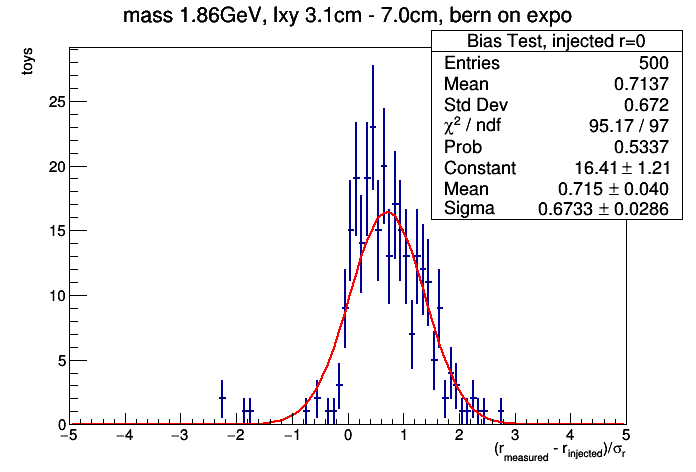 mass 1.86GeV, lxy 3.1cm - 7.0cm, bern on expo
Bias Test, injected r=0
Entries 500
Mean 0.7137
Std Dev 0.672
χ² / ndf 95.17 / 97
Prob 0.5337
Constant 16.41 ± 1.21
Mean 0.715 ± 0.040
Sigma 0.6733 ± 0.0286
toys
25
20
15
10
5
0
−5 −4 −3 −2 −1 0 1 2 3 4 5
(r_measured - r_injected)/σ_r